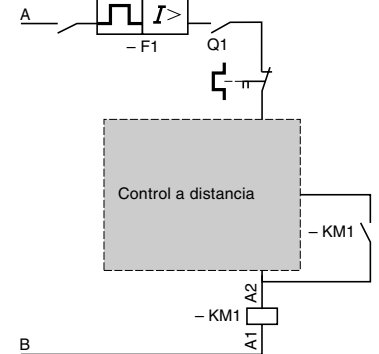 A
I>
– F1
Q1
Control a distancia
– KM1
A2
– KM1
A1
B